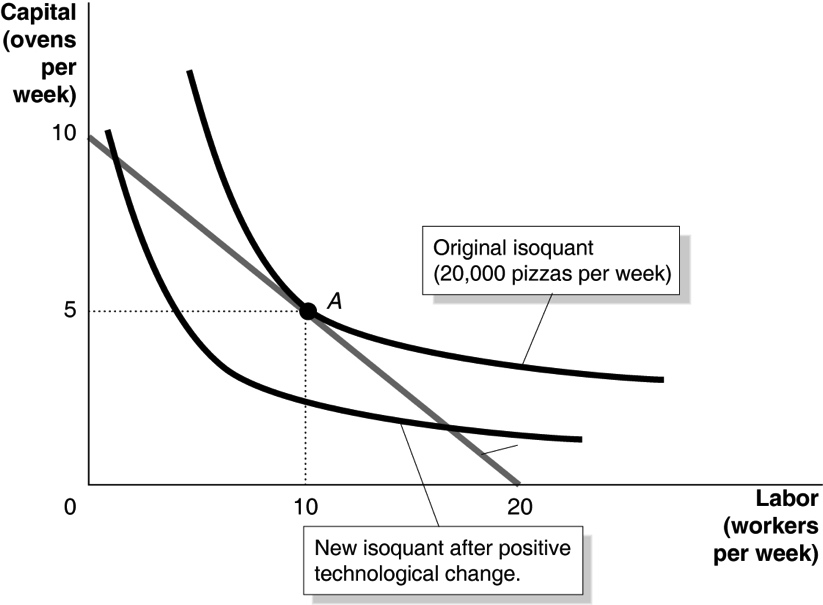 Capital
(ovens
per
week)
10
Original isoquant
(20,000 pizzas per week)
A
5
0
10
20
Labor
(workers
per week)
New isoquant after positive
technological change.